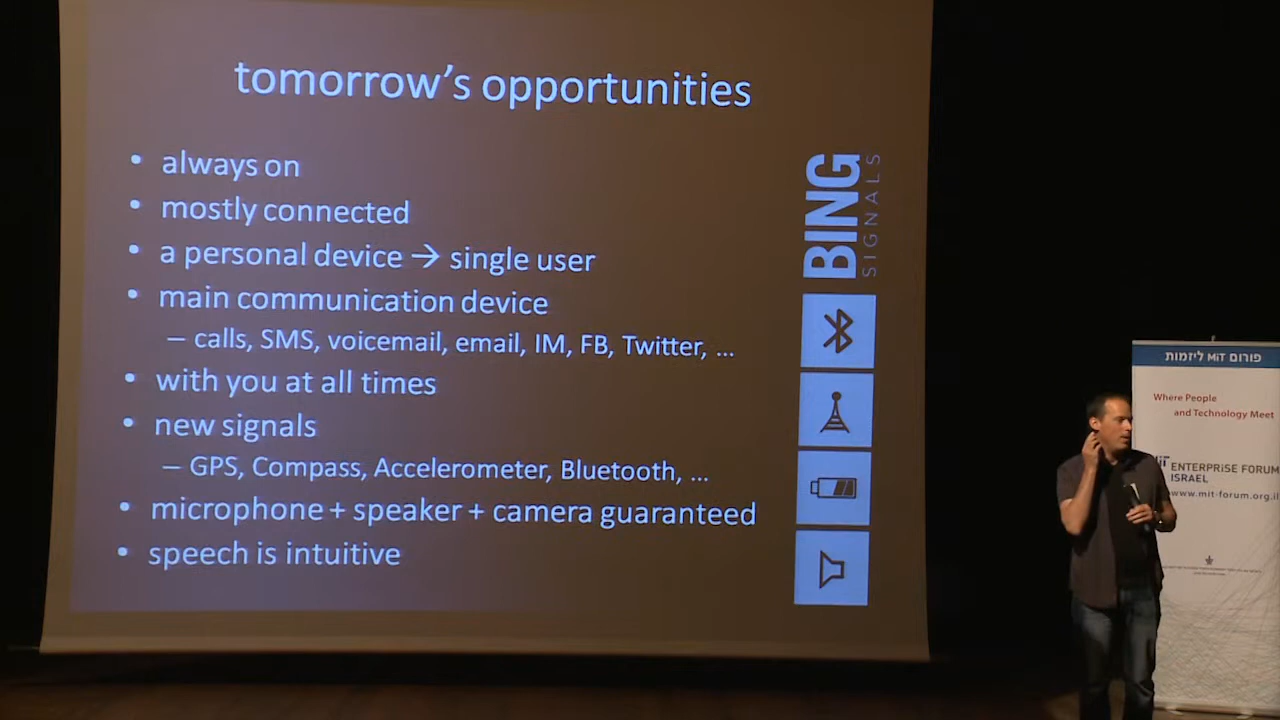 tomorrow's opportunities
• always on
• mostly connected
• a personal device → single user
• main communication device
– calls, SMS, voicemail, email, IM, FB, Twitter, ...
• with you at all times
• new signals
– GPS, Compass, Accelerometer, Bluetooth, ...
• microphone + speaker + camera guaranteed
• speech is intuitive
BING
SIGNALS
פורום MiT ליזמות
Where People
and Technology Meet
ENTERPRiSE FORUM
ISRAEL
www.mit-forum.org.il